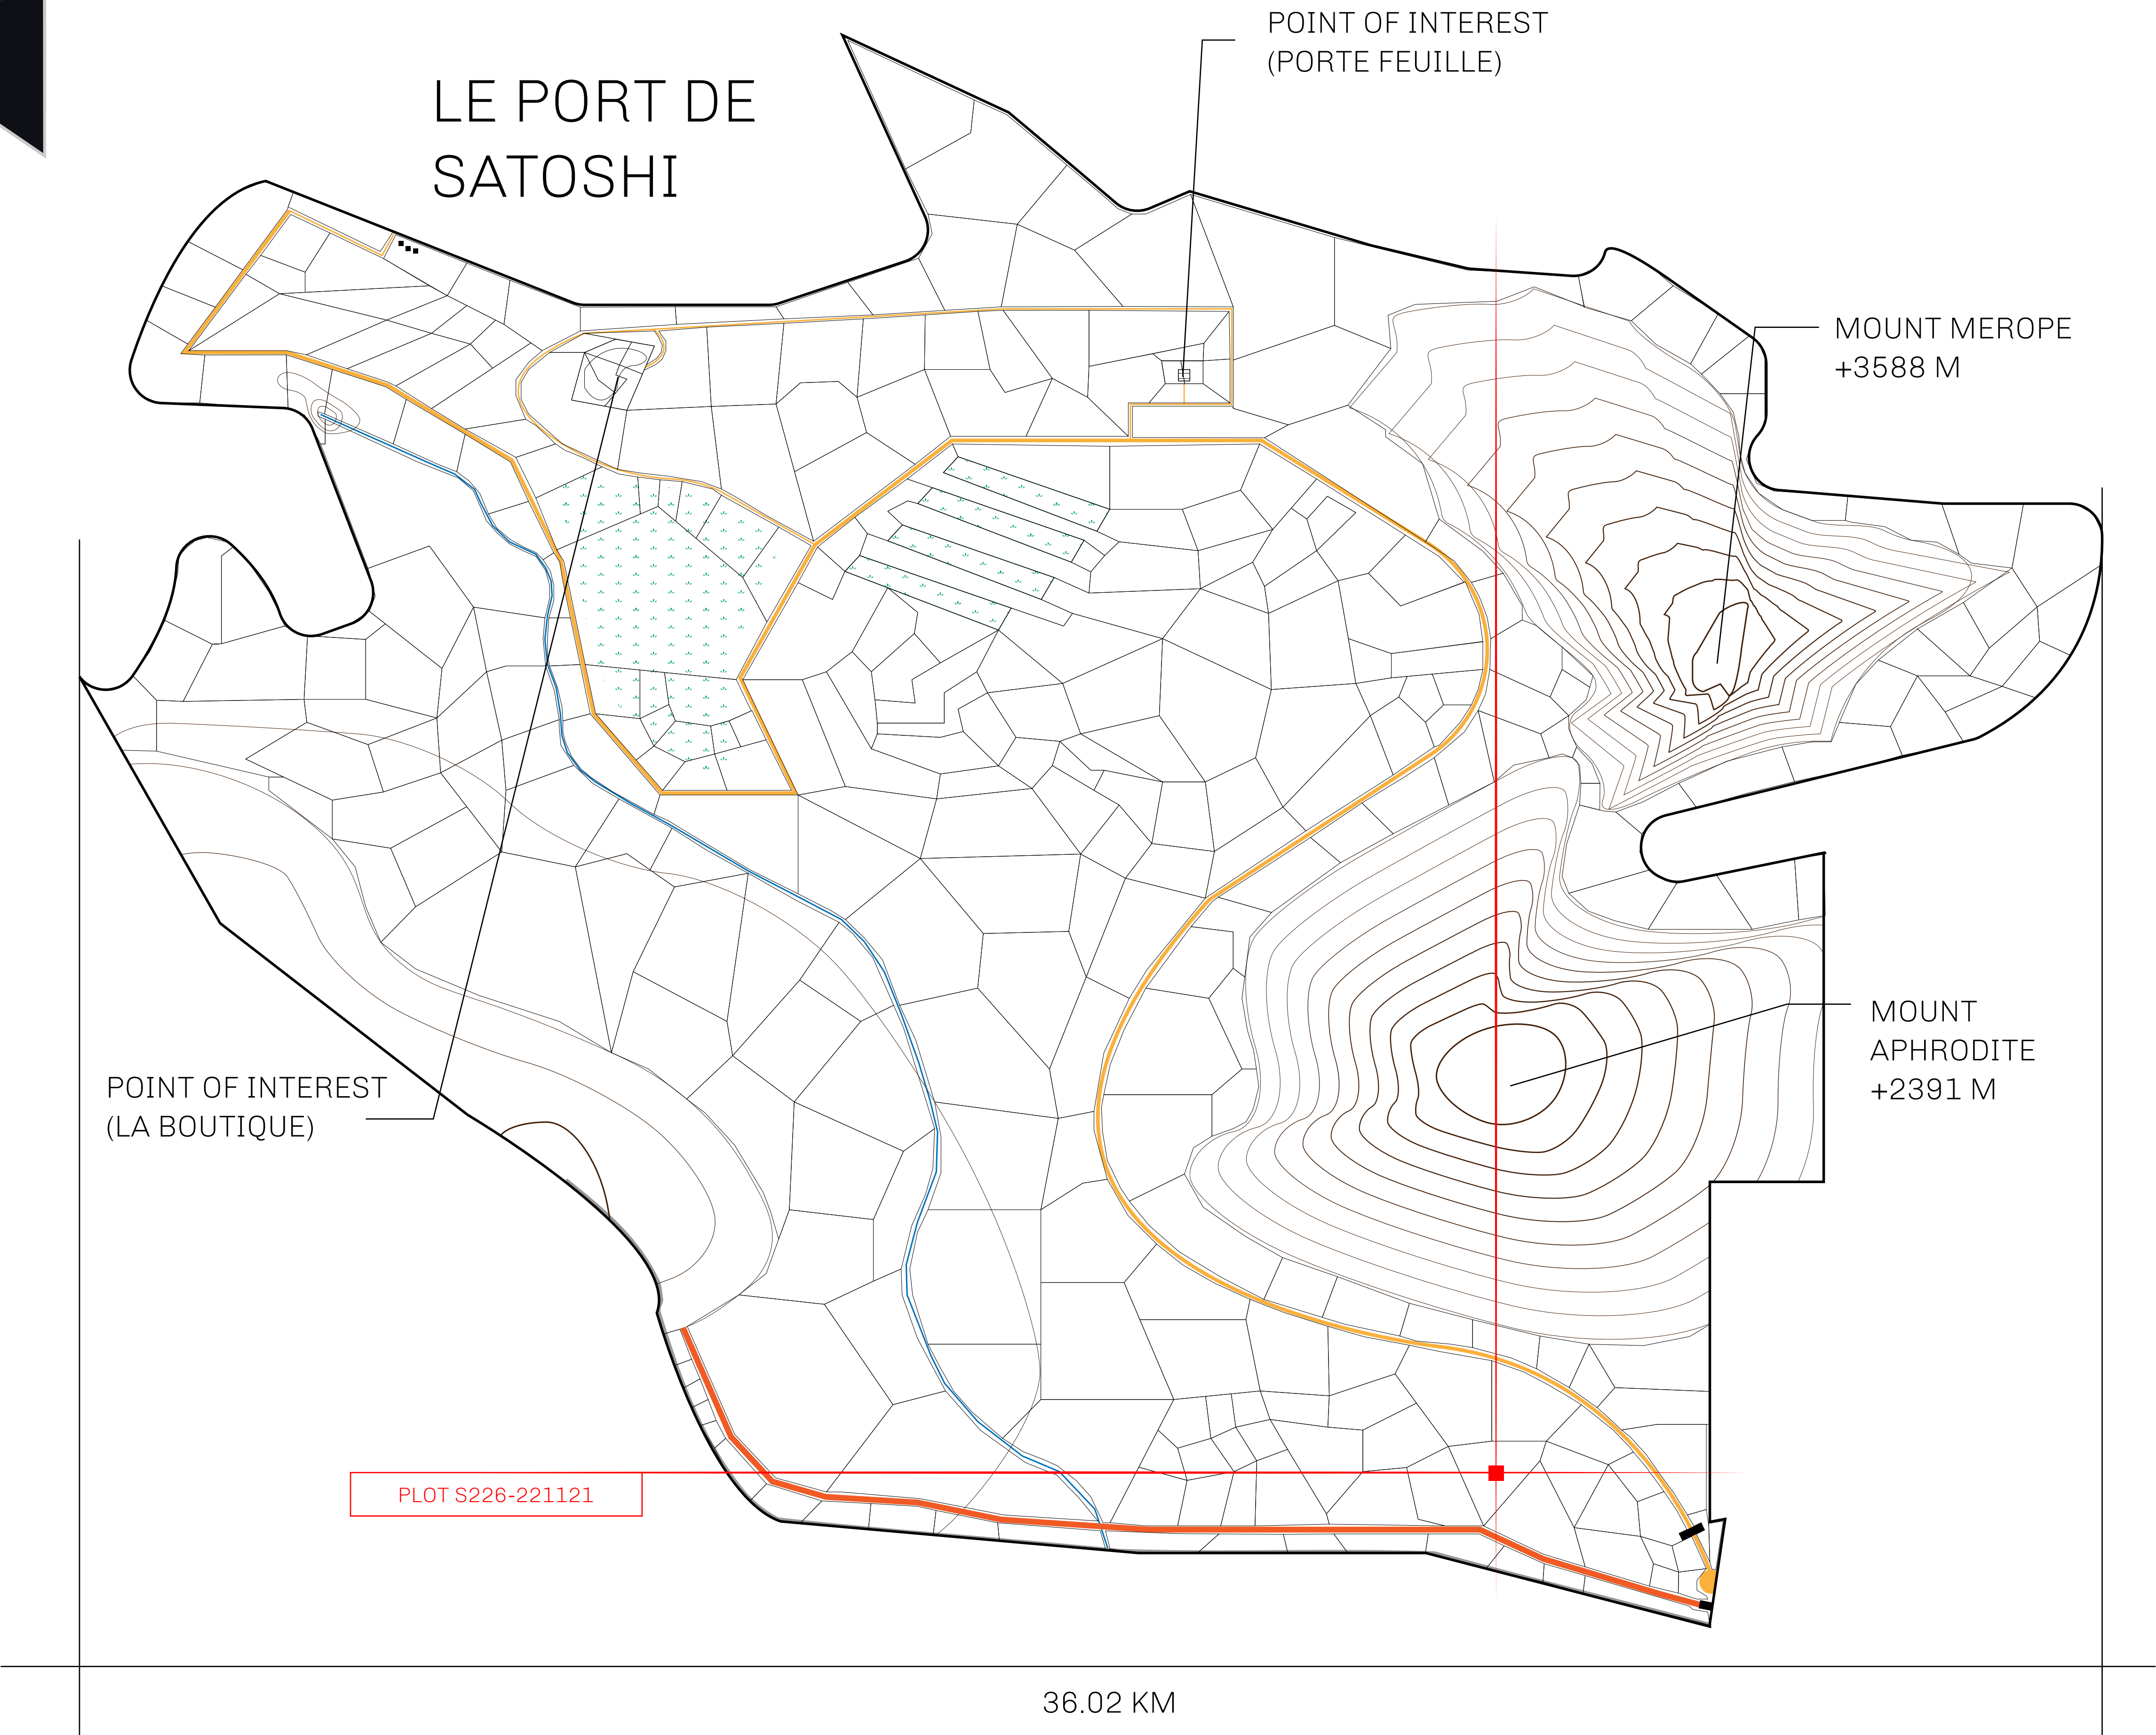 POINT OF INTEREST
(PORTE FEUILLE)
LE PORT DE
SATOSHI
MOUNT MEROPE
+3588 M
MOUNT
APHRODITE
+2391 M
POINT OF INTEREST
(LA BOUTIQUE)
PLOT S226-221121
36.02 KM